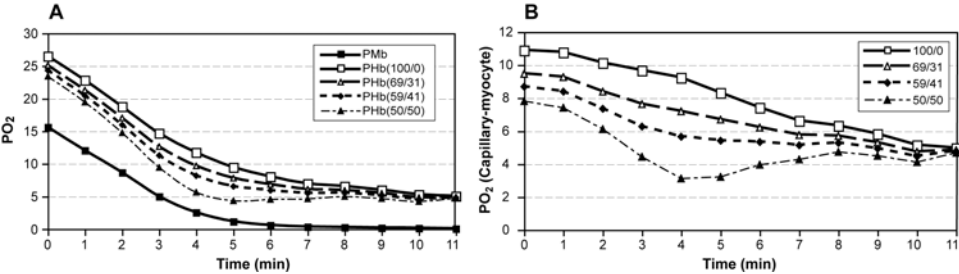 A
PO2
30
25
20
15
10
5
0
PMb
PHb(100/0)
PHb(69/31)
PHb(59/41)
PHb(50/50)
0 1 2 3 4 5 6 7 8 9 10 11
Time (min)
B
PO2 (Capillary-myocyte)
12
10
8
6
4
2
0
100/0
69/31
59/41
50/50
0 1 2 3 4 5 6 7 8 9 10 11
Time (min)